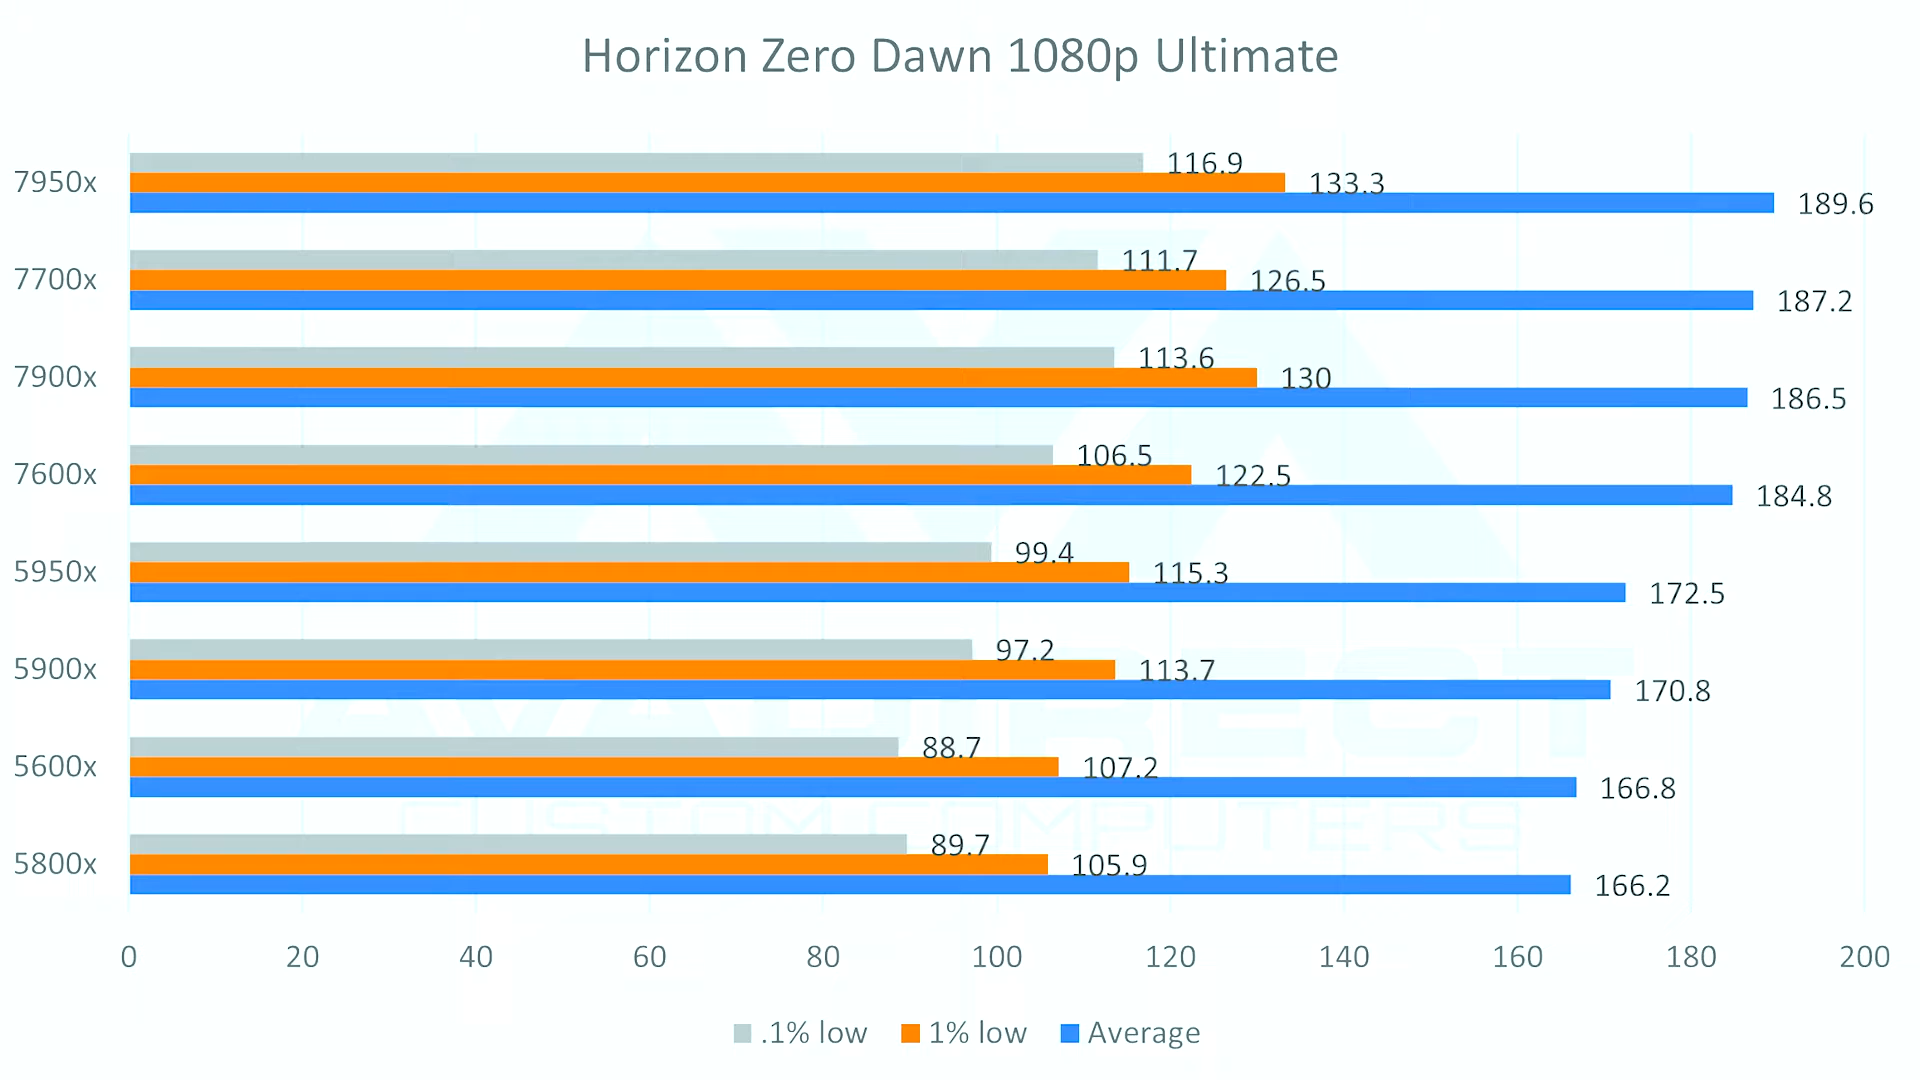 Horizon Zero Dawn 1080p Ultimate
7950x 116.9 133.3 189.6
7700x 111.7 126.5 187.2
7900x 113.6 130 186.5
7600x 106.5 122.5 184.8
5950x 99.4 115.3 172.5
5900x 97.2 113.7 170.8
5600x 88.7 107.2 166.8
5800x 89.7 105.9 166.2
0 20 40 60 80 100 120 140 160 180 200
.1% low 1% low Average
AVADIRECT
CUSTOM COMPUTERS